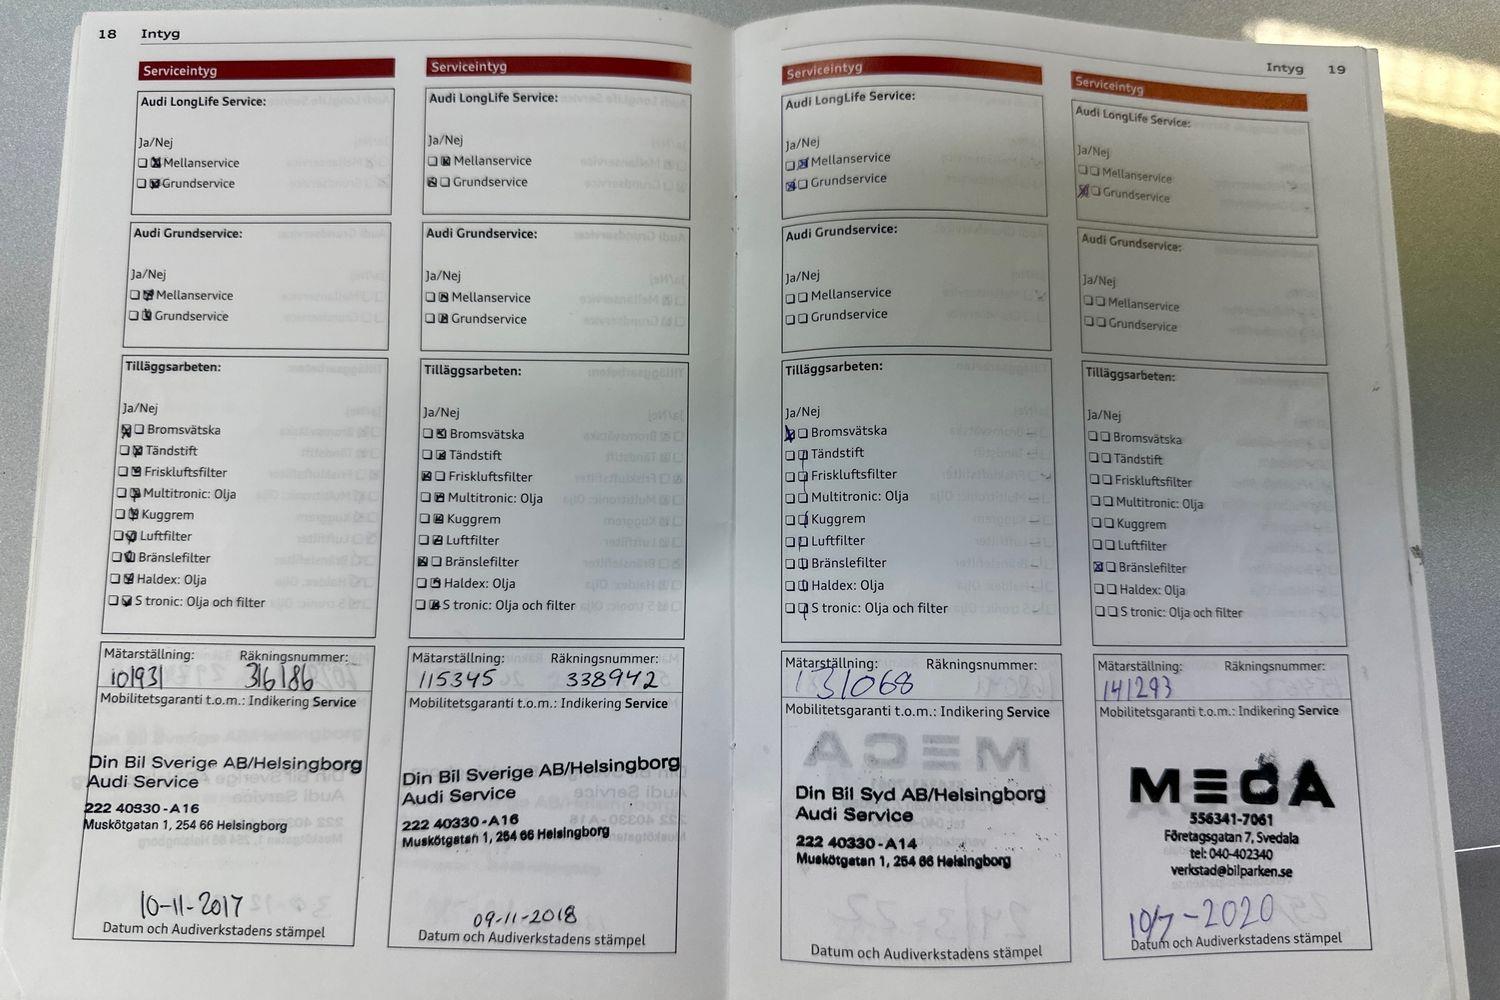 18 Intyg
Serviceintyg
Audi LongLife Service:
Ja/Nej
Mellanservice
Grundservice
Audi Grundservice:
Ja/Nej
Mellanservice
Grundservice
Tilläggsarbeten:
Ja/Nej
Bromsvätska
Tändstift
Friskluftsfilter
Multitronic: Olja
Kuggrem
Luftfilter
Bränslefilter
Haldex: Olja
S tronic: Olja och filter
Mätarställning: Räkningsnummer:
101931 316186
Mobilitetsgaranti t.o.m.: Indikering Service
Din Bil Sverige AB/Helsingborg
Audi Service
222 40330-A16
Muskötgatan 1, 254 66 Helsingborg
10-11-2017
Datum och Audiverkstadens stämpel
Serviceintyg
Audi LongLife Service:
Ja/Nej
Mellanservice
Grundservice
Audi Grundservice:
Ja/Nej
Mellanservice
Grundservice
Tilläggsarbeten:
Ja/Nej
Bromsvätska
Tändstift
Friskluftsfilter
Multitronic: Olja
Kuggrem
Luftfilter
Bränslefilter
Haldex: Olja
S tronic: Olja och filter
Mätarställning: Räkningsnummer:
115345 338942
Mobilitetsgaranti t.o.m.: Indikering Service
Din Bil Sverige AB/Helsingborg
Audi Service
222 40330-A16
Muskötgatan 1, 254 66 Helsingborg
09-11-2018
Datum och Audiverkstadens stämpel
Intyg 19
Serviceintyg
Audi LongLife Service:
Ja/Nej
Mellanservice
Grundservice
Audi Grundservice:
Ja/Nej
Mellanservice
Grundservice
Tilläggsarbeten:
Ja/Nej
Bromsvätska
Tändstift
Friskluftsfilter
Multitronic: Olja
Kuggrem
Luftfilter
Bränslefilter
Haldex: Olja
S tronic: Olja och filter
Mätarställning: Räkningsnummer:
131068
Mobilitetsgaranti t.o.m.: Indikering Service
Din Bil Syd AB/Helsingborg
Audi Service
222 40330-A14
Muskötgatan 1, 254 66 Helsingborg
Datum och Audiverkstadens stämpel
Serviceintyg
Audi LongLife Service:
Ja/Nej
Mellanservice
Grundservice
Audi Grundservice:
Ja/Nej
Mellanservice
Grundservice
Tilläggsarbeten:
Ja/Nej
Bromsvätska
Tändstift
Friskluftsfilter
Multitronic: Olja
Kuggrem
Luftfilter
Bränslefilter
Haldex: Olja
S tronic: Olja och filter
Mätarställning: Räkningsnummer:
141293
Mobilitetsgaranti t.o.m.: Indikering Service
MECA
556341-7061
Företagsgatan 7, Svedala
tel: 040-402340
verkstad@bilparken.se
10/7-2020
Datum och Audiverkstadens stämpel